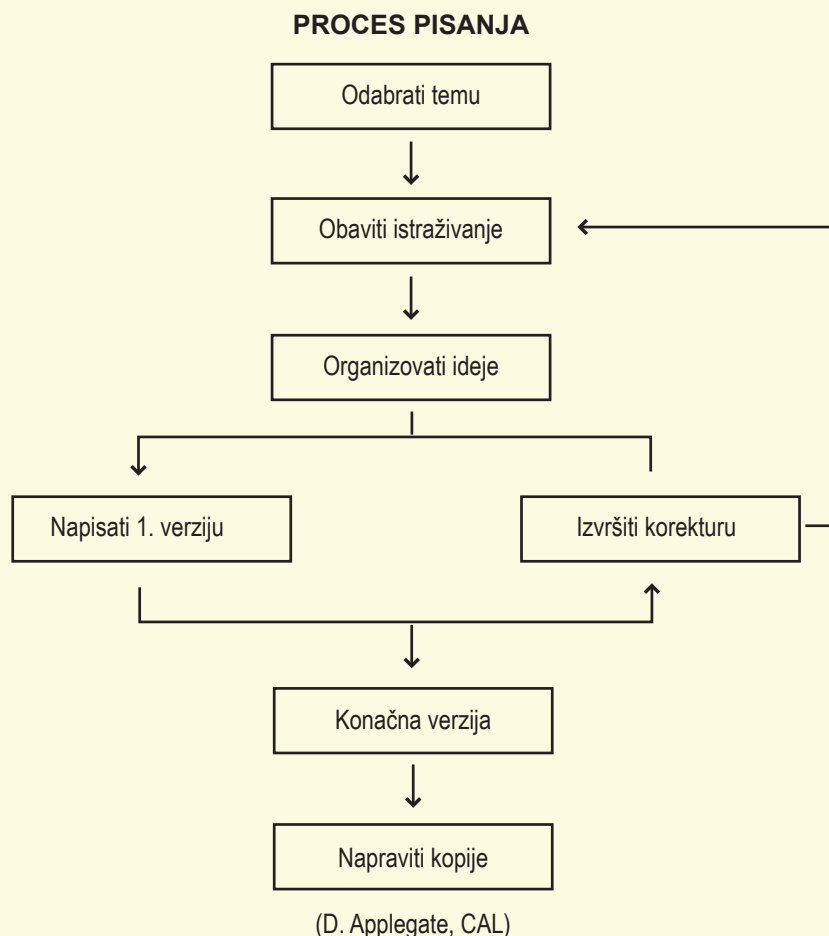 PROCES PISANJA
Odabrati temu
Obaviti istraživanje
Organizovati ideje
Napisati 1. verziju
Izvršiti korekturu
Konačna verzija
Napraviti kopije
(D. Applegate, CAL)